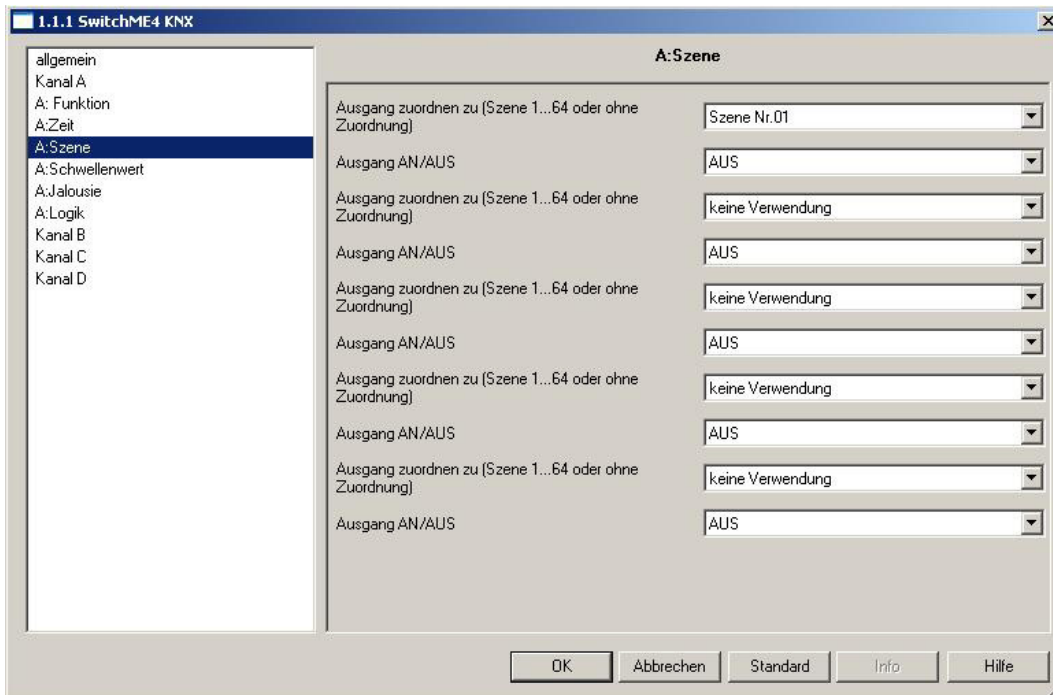 1.1.1 SwitchME4 KNX
allgemein
Kanal A
A: Funktion
A:Zeit
A:Szene
A:Schwellenwert
A:Jalousie
A:Logik
Kanal B
Kanal C
Kanal D
A:Szene
Ausgang zuordnen zu (Szene 1...64 oder ohne
Zuordnung)
Szene Nr.01
Ausgang AN/AUS
AUS
Ausgang zuordnen zu (Szene 1...64 oder ohne
Zuordnung)
keine Verwendung
Ausgang AN/AUS
AUS
Ausgang zuordnen zu (Szene 1...64 oder ohne
Zuordnung)
keine Verwendung
Ausgang AN/AUS
AUS
Ausgang zuordnen zu (Szene 1...64 oder ohne
Zuordnung)
keine Verwendung
Ausgang AN/AUS
AUS
Ausgang zuordnen zu (Szene 1...64 oder ohne
Zuordnung)
keine Verwendung
Ausgang AN/AUS
AUS
OK
Abbrechen
Standard
Info
Hilfe